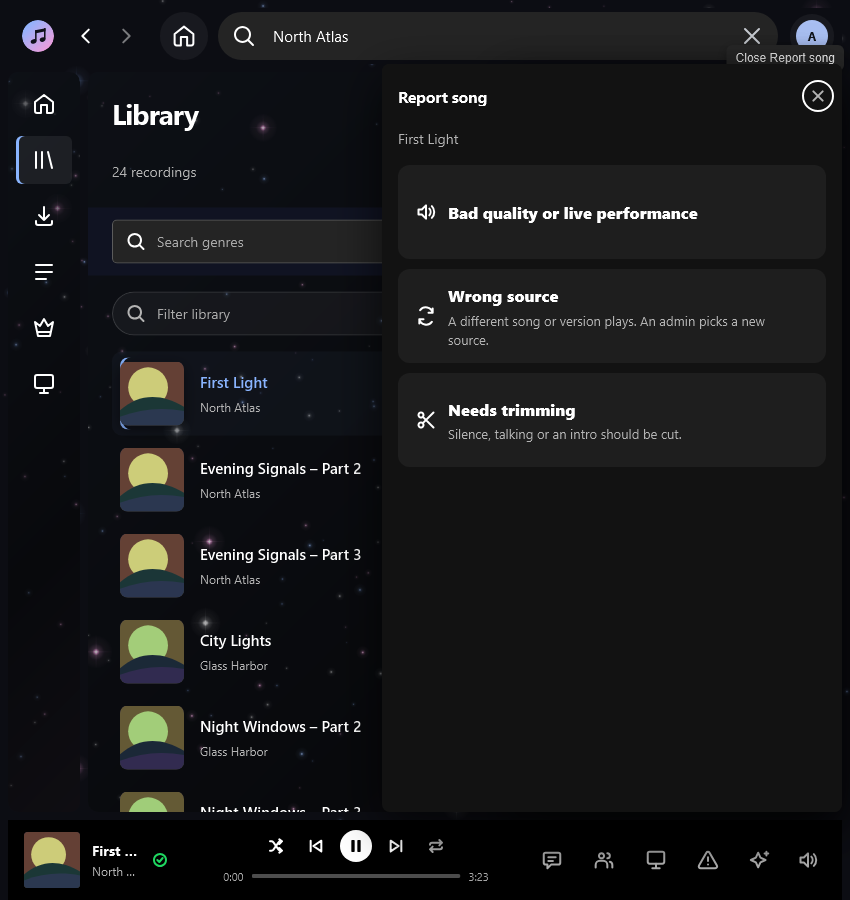 North Atlas
A
Close Report song
Library
24 recordings
Search genres
Filter library
First Light
North Atlas
Evening Signals – Part 2
North Atlas
Evening Signals – Part 3
North Atlas
City Lights
Glass Harbor
Night Windows – Part 2
Glass Harbor
Report song
First Light
Bad quality or live performance
Wrong source
A different song or version plays. An admin picks a new
source.
Needs trimming
Silence, talking or an intro should be cut.
First ...
North ...
0:00
3:23